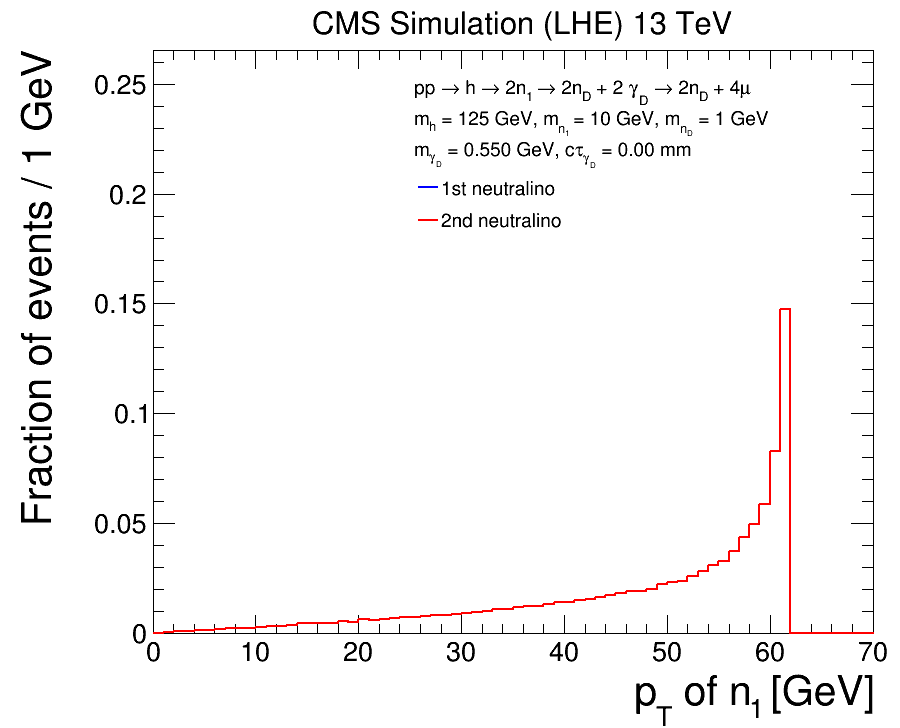 CMS Simulation (LHE) 13 TeV
Fraction of events / 1 GeV
0.25
0.2
0.15
0.1
0.05
0
pp → h → 2n1 → 2nD + 2 γD → 2nD + 4μ
mh = 125 GeV, mn1 = 10 GeV, mnD = 1 GeV
mγD = 0.550 GeV, cτγD = 0.00 mm
1st neutralino
2nd neutralino
0 10 20 30 40 50 60 70
pT of n1 [GeV]